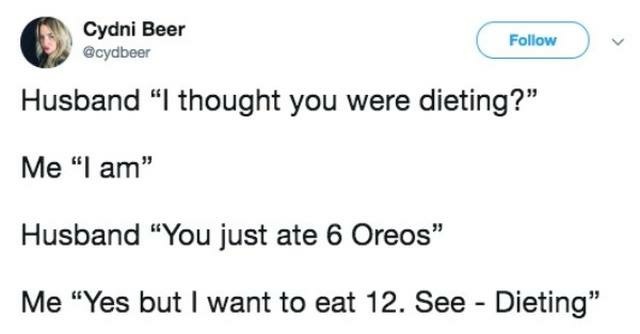 Cydni Beer
@cydbeer
Follow
Husband “I thought you were dieting?”
Me “I am”
Husband “You just ate 6 Oreos”
Me “Yes but I want to eat 12. See - Dieting”